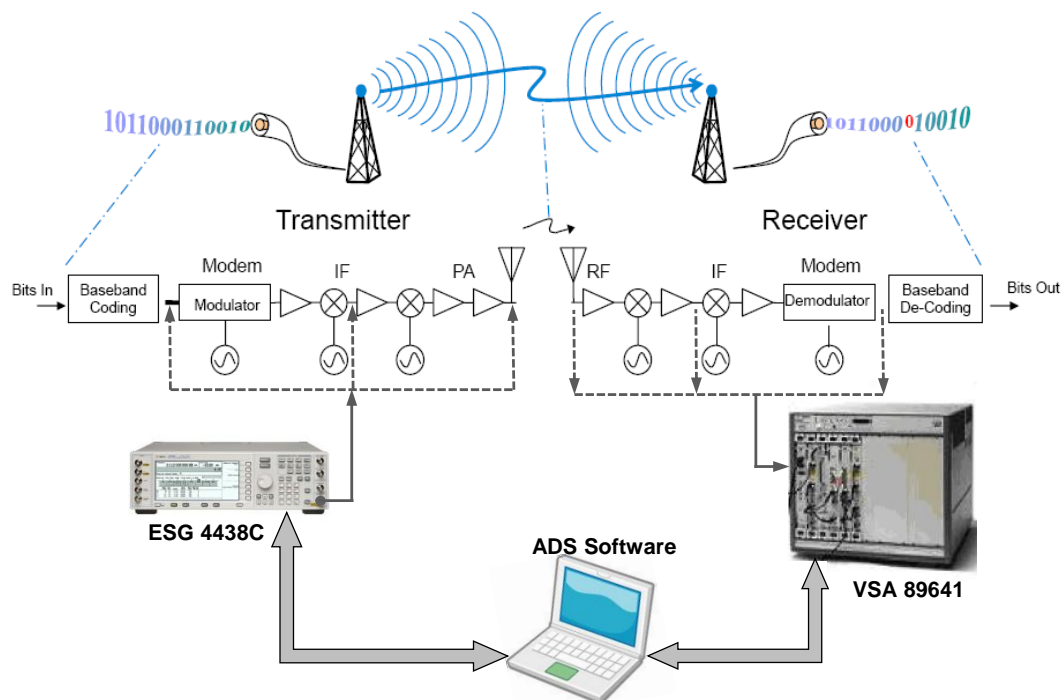 1011000110010
1011000010010
Transmitter
Receiver
Bits In
Baseband
Coding
Modem
Modulator
IF
PA
RF
IF
Modem
Demodulator
Baseband
De-Coding
Bits Out
ESG 4438C
ADS Software
VSA 89641